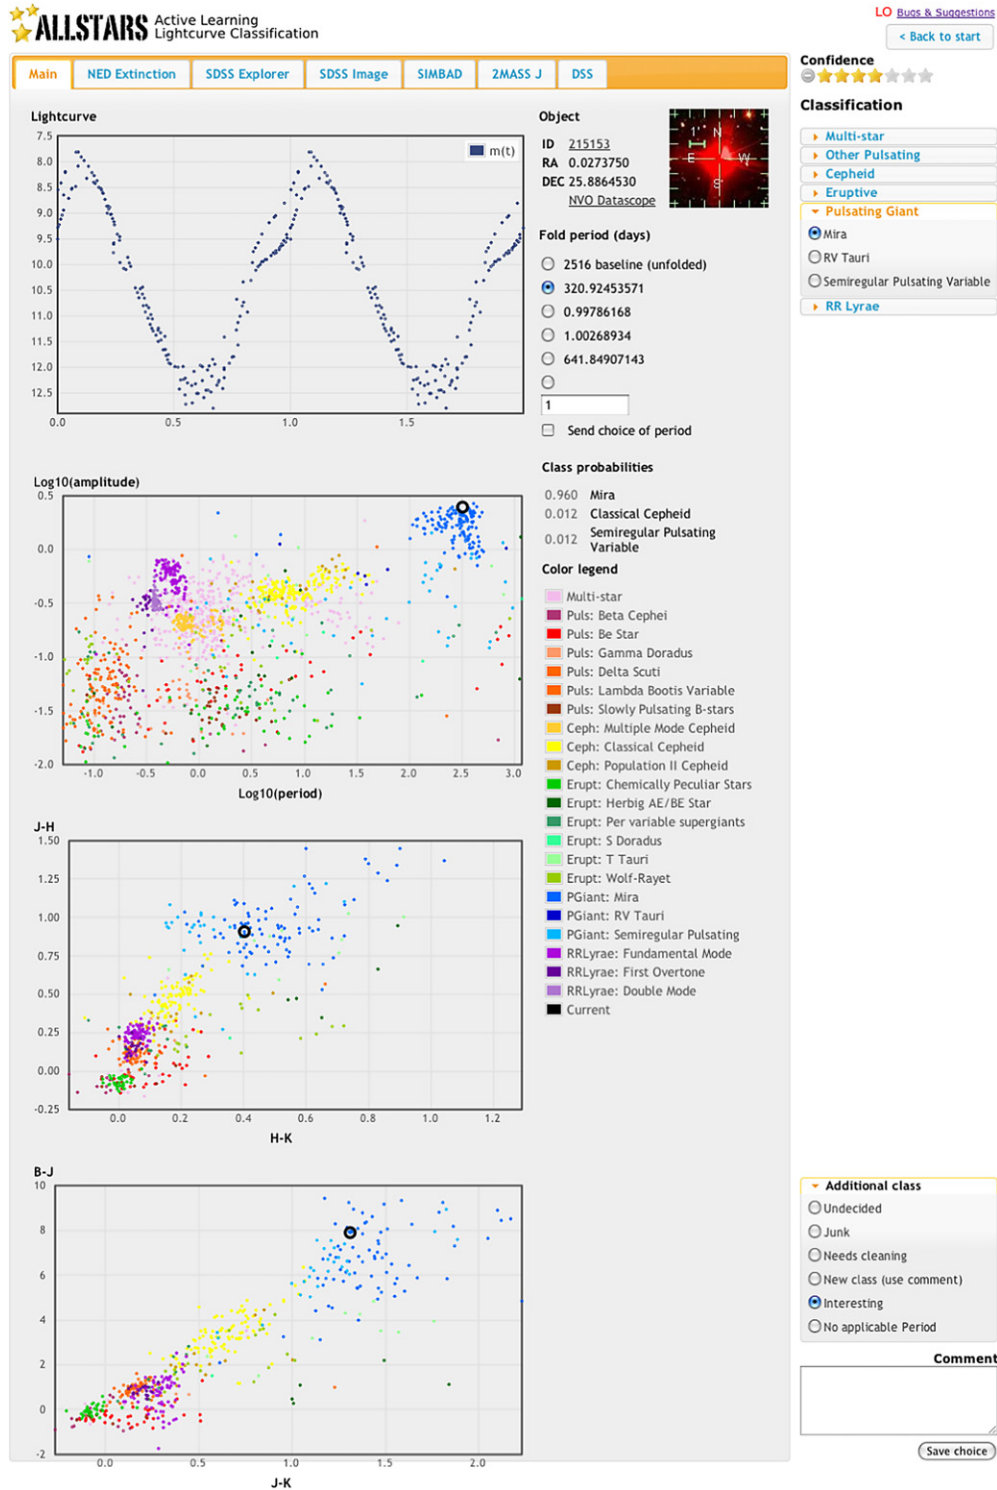 ALLSTARS
Active Learning
Lightcurve Classification
LO Bugs & Suggestions
< Back to start
Main NED Extinction SDSS Explorer SDSS Image SIMBAD 2MASS J DSS
Confidence
Classification
Multi-star
Other Pulsating
Cepheid
Eruptive
Pulsating Giant
Mira
RV Tauri
Semiregular Pulsating Variable
RR Lyrae
Lightcurve
7.5
8.0
8.5
9.0
9.5
10.0
10.5
11.0
11.5
12.0
12.5
m(t)
0.0 0.5 1.0 1.5
Object
ID 215153
RA 0.0273750
DEC 25.8864530
NVO Datascope
1'
N
E
W
S
Fold period (days)
2516 baseline (unfolded)
320.92453571
0.99786168
1.00268934
641.84907143
1
Send choice of period
Class probabilities
0.960 Mira
0.012 Classical Cepheid
0.012 Semiregular Pulsating
Variable
Color legend
Multi-star
Puls: Beta Cephei
Puls: Be Star
Puls: Gamma Doradus
Puls: Delta Scuti
Puls: Lambda Bootis Variable
Puls: Slowly Pulsating B-stars
Ceph: Multiple Mode Cepheid
Ceph: Classical Cepheid
Ceph: Population II Cepheid
Erupt: Chemically Peculiar Stars
Erupt: Herbig AE/BE Star
Erupt: Per variable supergiants
Erupt: S Doradus
Erupt: T Tauri
Erupt: Wolf-Rayet
PGiant: Mira
PGiant: RV Tauri
PGiant: Semiregular Pulsating
RRLyrae: Fundamental Mode
RRLyrae: First Overtone
RRLyrae: Double Mode
Current
Log10(amplitude)
0.5
0.0
-0.5
-1.0
-1.5
-2.0
-1.0 -0.5 0.0 0.5 1.0 1.5 2.0 2.5 3.0
Log10(period)
J-H
1.50
1.25
1.00
0.75
0.50
0.25
0.00
-0.25
0.0 0.2 0.4 0.6 0.8 1.0 1.2
H-K
B-J
10
8
6
4
2
0
-2
0.0 0.5 1.0 1.5 2.0
J-K
Additional class
Undecided
Junk
Needs cleaning
New class (use comment)
Interesting
No applicable Period
Comment
Save choice